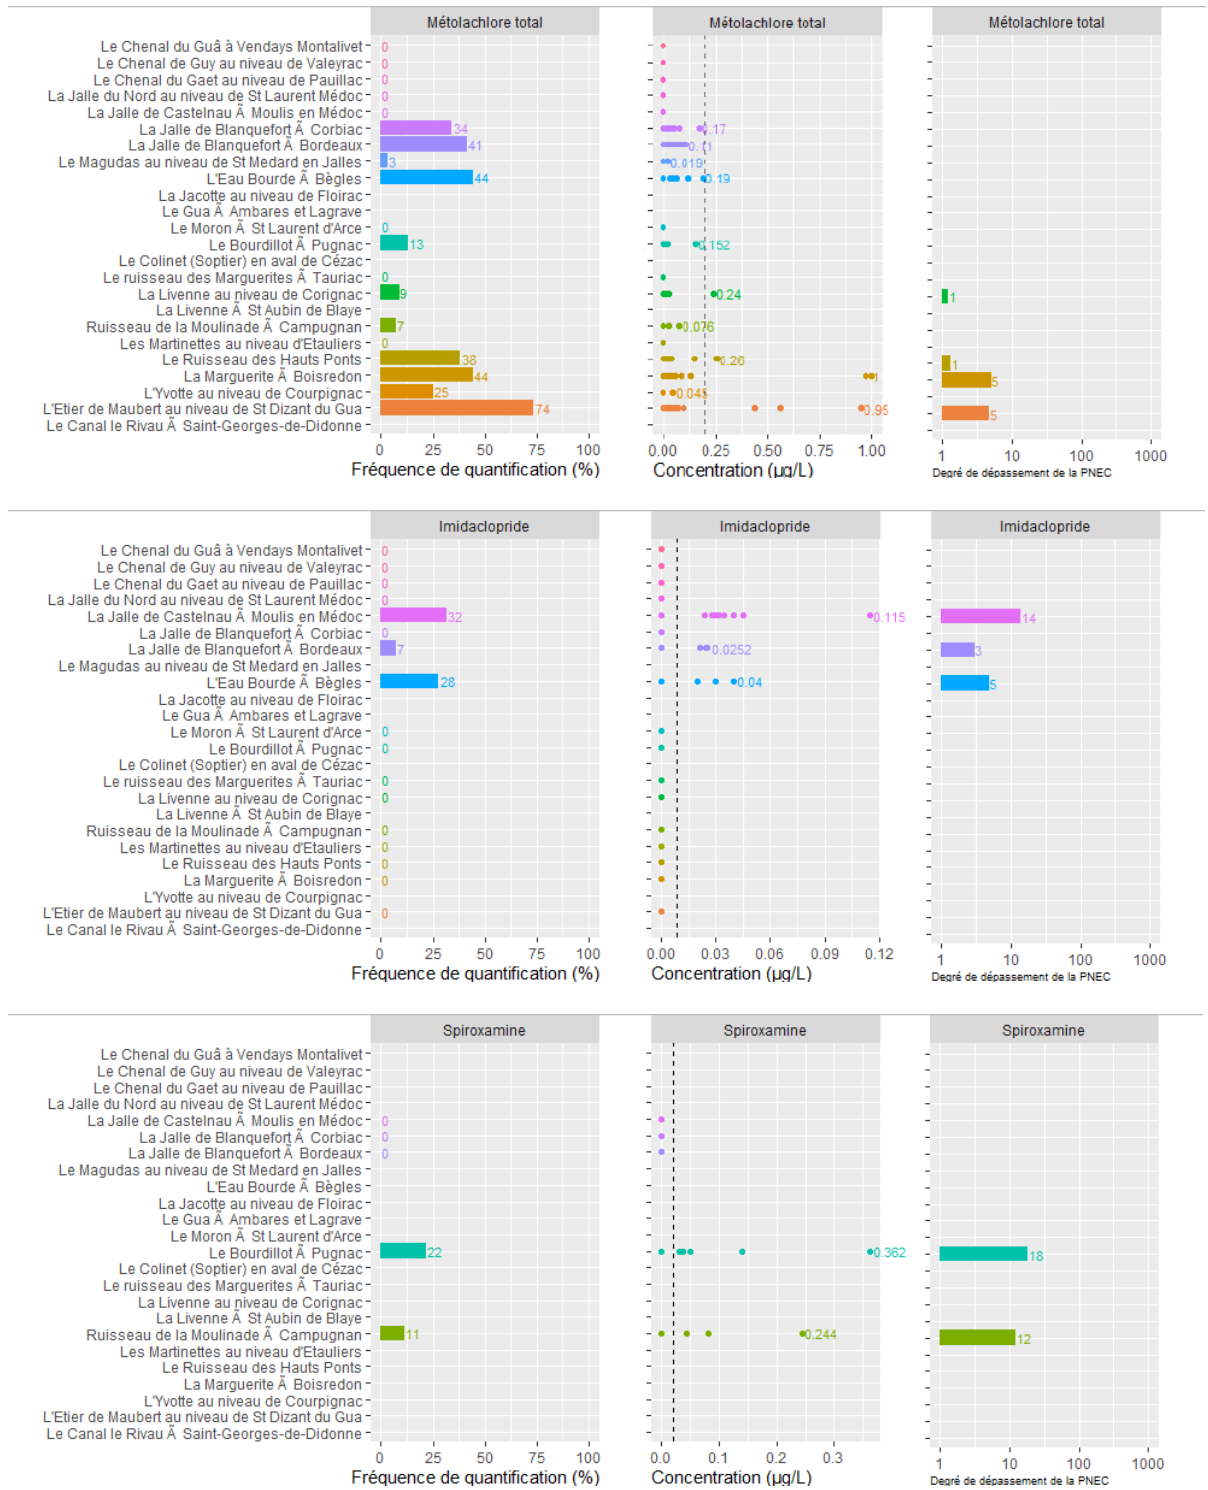 Métolachlore total
Métolachlore total
Métolachlore total
Le Chenal du Guâ à Vendays Montalivet 0
Le Chenal de Guy au niveau de Valeyrac 0
Le Chenal du Gaet au niveau de Pauillac 0
La Jalle du Nord au niveau de St Laurent Médoc 0
La Jalle de Castelnau Ã Moulis en Médoc 0
La Jalle de Blanquefort Ã Corbiac 34 0.17
La Jalle de Blanquefort Ã Bordeaux 41 0.11
Le Magudas au niveau de St Medard en Jalles 3 0.019
L'Eau Bourde Ã Bègles 44 0.19
La Jacotte au niveau de Floirac
Le Gua Ã Ambares et Lagrave
Le Moron Ã St Laurent d'Arce 0
Le Bourdillot Ã Pugnac 13 0.152
Le Colinet (Soptier) en aval de Cézac
Le ruisseau des Marguerites Ã Tauriac 0
La Livenne au niveau de Corignac 9 0.24 1
La Livenne Ã St Aubin de Blaye
Ruisseau de la Moulinade Ã Campugnan 7 0.076
Les Martinettes au niveau d'Etauliers 0
Le Ruisseau des Hauts Ponts 38 0.26 1
La Marguerite Ã Boisredon 44 1 5
L'Yvotte au niveau de Courpignac 25 0.045
L'Etier de Maubert au niveau de St Dizant du Gua 74 0.95 5
Le Canal le Rivau Ã Saint-Georges-de-Didonne
0 25 50 75 100
0.00 0.25 0.50 0.75 1.00
1 10 100 1000
Fréquence de quantification (%)
Concentration (µg/L)
Degré de dépassement de la PNEC
Imidaclopride
Imidaclopride
Imidaclopride
Le Chenal du Guâ à Vendays Montalivet 0
Le Chenal de Guy au niveau de Valeyrac 0
Le Chenal du Gaet au niveau de Pauillac 0
La Jalle du Nord au niveau de St Laurent Médoc 0
La Jalle de Castelnau Ã Moulis en Médoc 32 0.115 14
La Jalle de Blanquefort Ã Corbiac 0
La Jalle de Blanquefort Ã Bordeaux 7 0.0252 3
Le Magudas au niveau de St Medard en Jalles
L'Eau Bourde Ã Bègles 28 0.04 5
La Jacotte au niveau de Floirac
Le Gua Ã Ambares et Lagrave
Le Moron Ã St Laurent d'Arce 0
Le Bourdillot Ã Pugnac 0
Le Colinet (Soptier) en aval de Cézac
Le ruisseau des Marguerites Ã Tauriac 0
La Livenne au niveau de Corignac 0
La Livenne Ã St Aubin de Blaye
Ruisseau de la Moulinade Ã Campugnan 0
Les Martinettes au niveau d'Etauliers 0
Le Ruisseau des Hauts Ponts 0
La Marguerite Ã Boisredon 0
L'Yvotte au niveau de Courpignac
L'Etier de Maubert au niveau de St Dizant du Gua 0
Le Canal le Rivau Ã Saint-Georges-de-Didonne
0 25 50 75 100
0.00 0.03 0.06 0.09 0.12
1 10 100 1000
Fréquence de quantification (%)
Concentration (µg/L)
Degré de dépassement de la PNEC
Spiroxamine
Spiroxamine
Spiroxamine
Le Chenal du Guâ à Vendays Montalivet
Le Chenal de Guy au niveau de Valeyrac
Le Chenal du Gaet au niveau de Pauillac
La Jalle du Nord au niveau de St Laurent Médoc
La Jalle de Castelnau Ã Moulis en Médoc 0
La Jalle de Blanquefort Ã Corbiac 0
La Jalle de Blanquefort Ã Bordeaux 0
Le Magudas au niveau de St Medard en Jalles
L'Eau Bourde Ã Bègles
La Jacotte au niveau de Floirac
Le Gua Ã Ambares et Lagrave
Le Moron Ã St Laurent d'Arce
Le Bourdillot Ã Pugnac 22 0.362 18
Le Colinet (Soptier) en aval de Cézac
Le ruisseau des Marguerites Ã Tauriac
La Livenne au niveau de Corignac
La Livenne Ã St Aubin de Blaye
Ruisseau de la Moulinade Ã Campugnan 11 0.244 12
Les Martinettes au niveau d'Etauliers
Le Ruisseau des Hauts Ponts
La Marguerite Ã Boisredon
L'Yvotte au niveau de Courpignac
L'Etier de Maubert au niveau de St Dizant du Gua
Le Canal le Rivau Ã Saint-Georges-de-Didonne
0 25 50 75 100
0.0 0.1 0.2 0.3
1 10 100 1000
Fréquence de quantification (%)
Concentration (µg/L)
Degré de dépassement de la PNEC